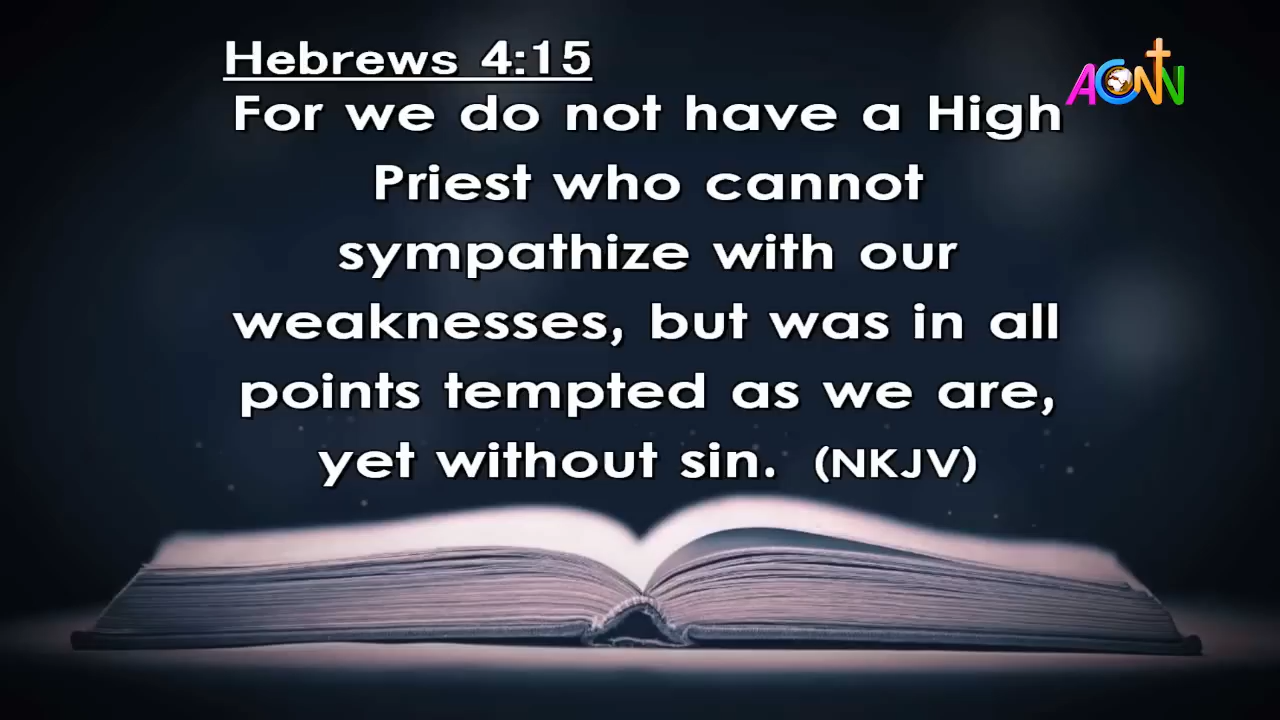 Hebrews 4:15
ACNN
For we do not have a High
Priest who cannot
sympathize with our
weaknesses, but was in all
points tempted as we are,
yet without sin. (NKJV)